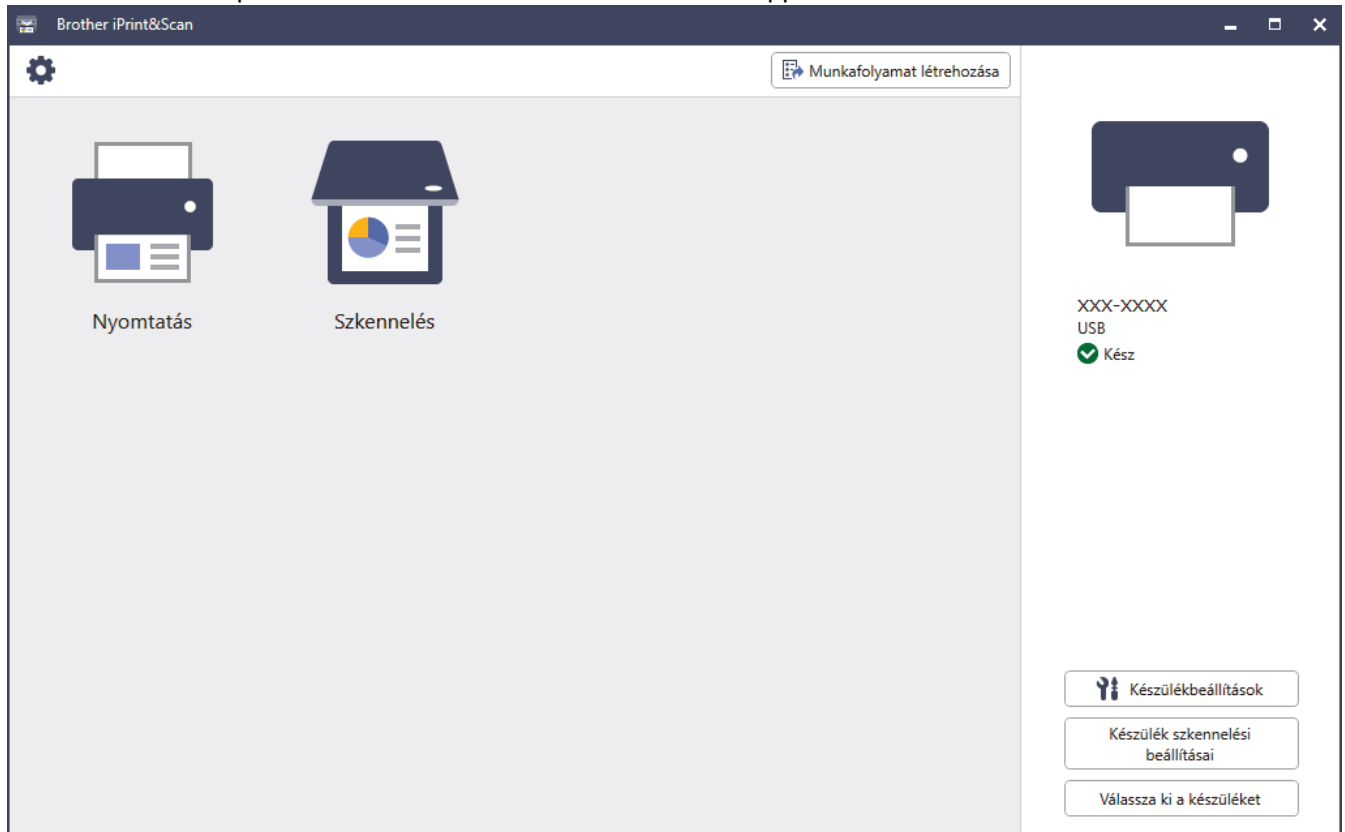 Brother iPrint&Scan
Munkafolyamat létrehozása
Nyomtatás
Szkennelés
XXX-XXXX
USB
Kész
Készülékbeállítások
Készülék szkennelési
beállításai
Válassza ki a készüléket